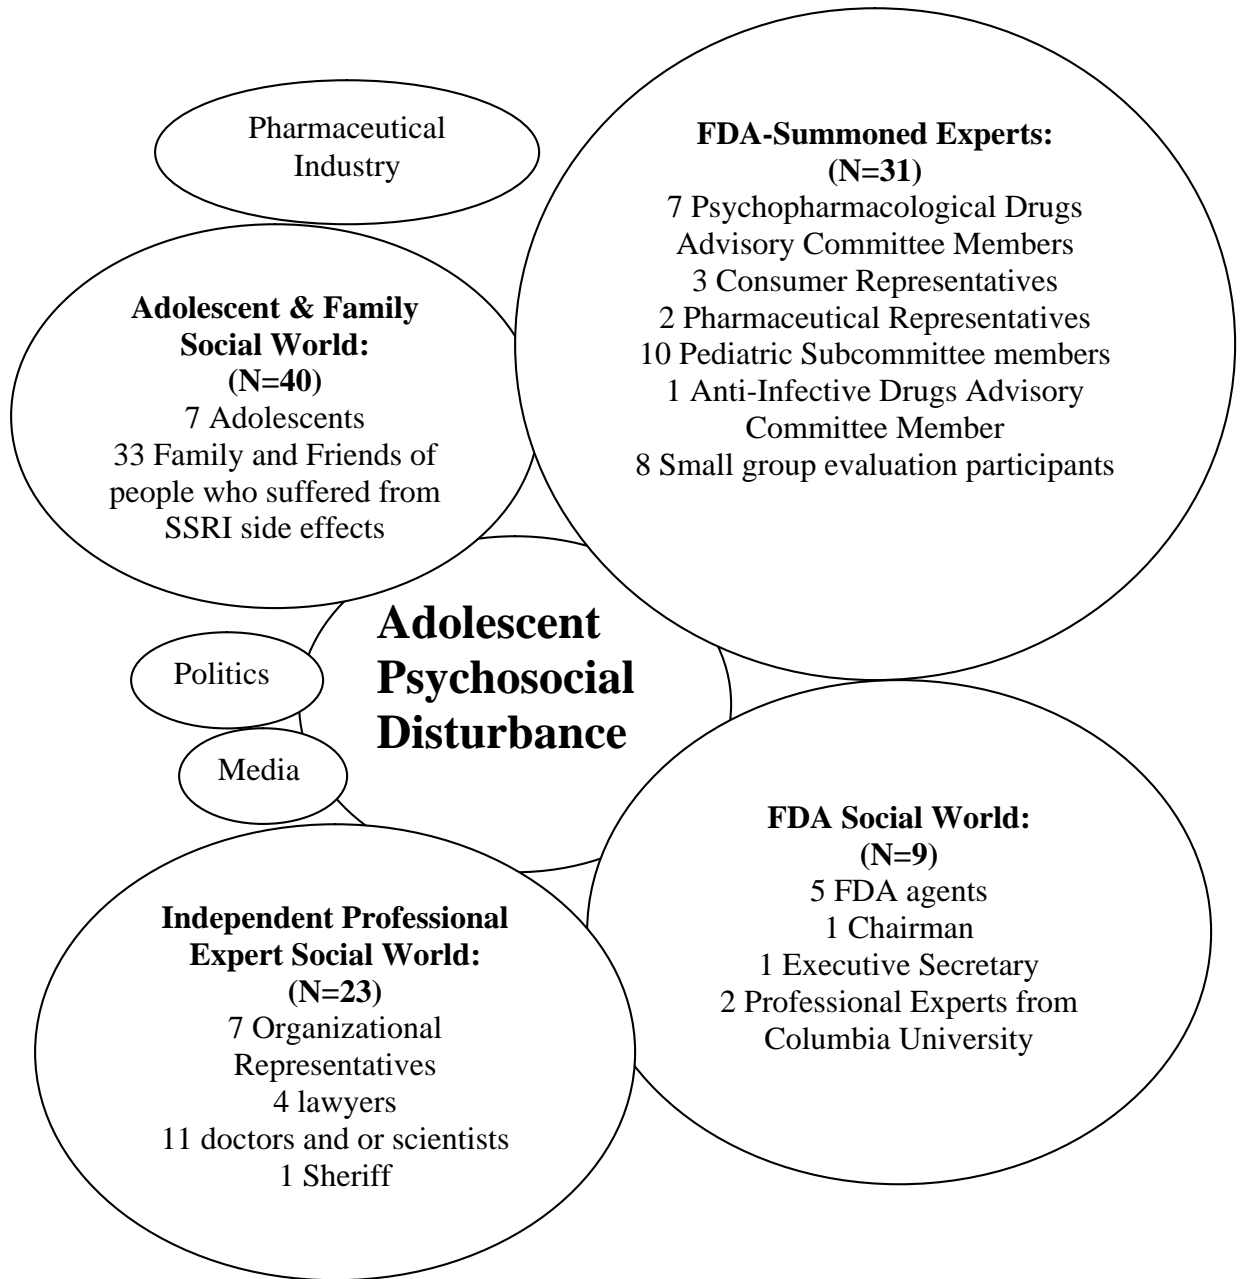 Pharmaceutical
Industry
FDA-Summoned Experts:
(N=31)
7 Psychopharmacological Drugs
Advisory Committee Members
3 Consumer Representatives
2 Pharmaceutical Representatives
10 Pediatric Subcommittee members
1 Anti-Infective Drugs Advisory
Committee Member
8 Small group evaluation participants
Adolescent & Family
Social World:
(N=40)
7 Adolescents
33 Family and Friends of
people who suffered from
SSRI side effects
Adolescent
Psychosocial
Disturbance
Politics
Media
FDA Social World:
(N=9)
5 FDA agents
1 Chairman
1 Executive Secretary
2 Professional Experts from
Columbia University
Independent Professional
Expert Social World:
(N=23)
7 Organizational
Representatives
4 lawyers
11 doctors and or scientists
1 Sheriff